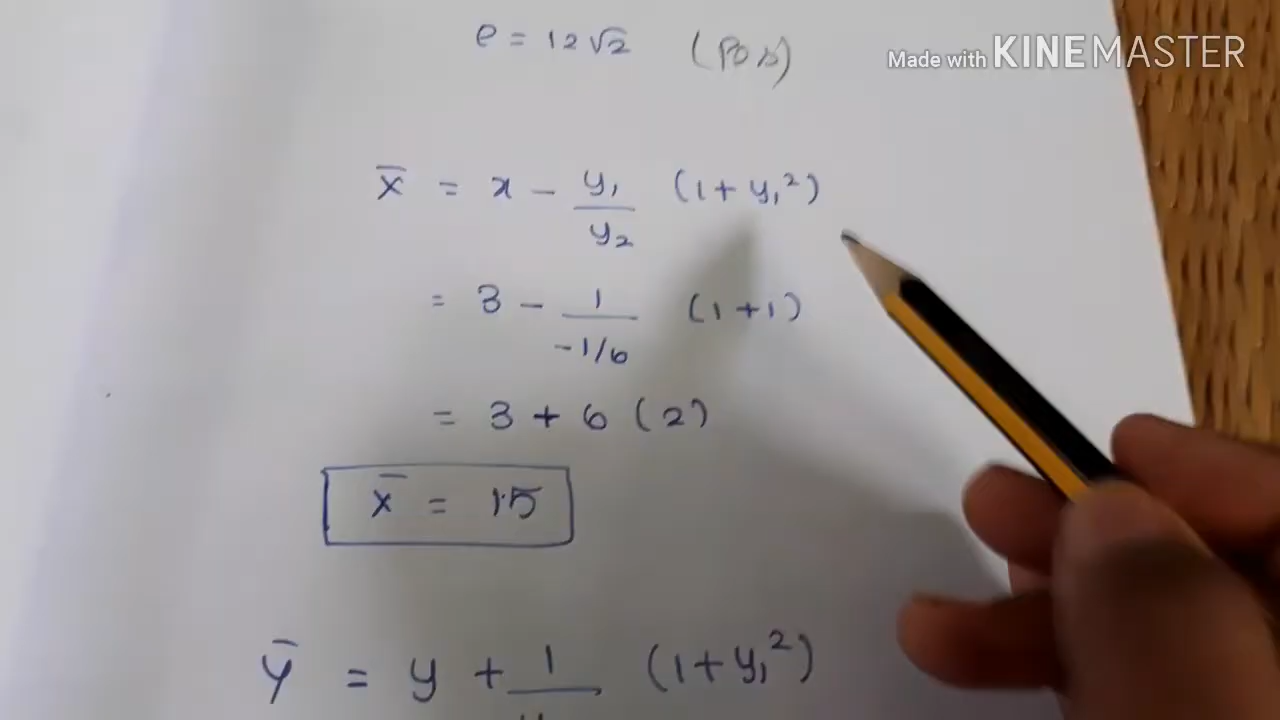 ρ = 12√2 (pos)
Made with KINEMASTER
x̄ = x - y₁/y₂ (1 + y₁²)
= 3 - 1/-1/6 (1 + 1)
= 3 + 6 (2)
x̄ = 15
ȳ = y + 1/y (1 + y₁²)